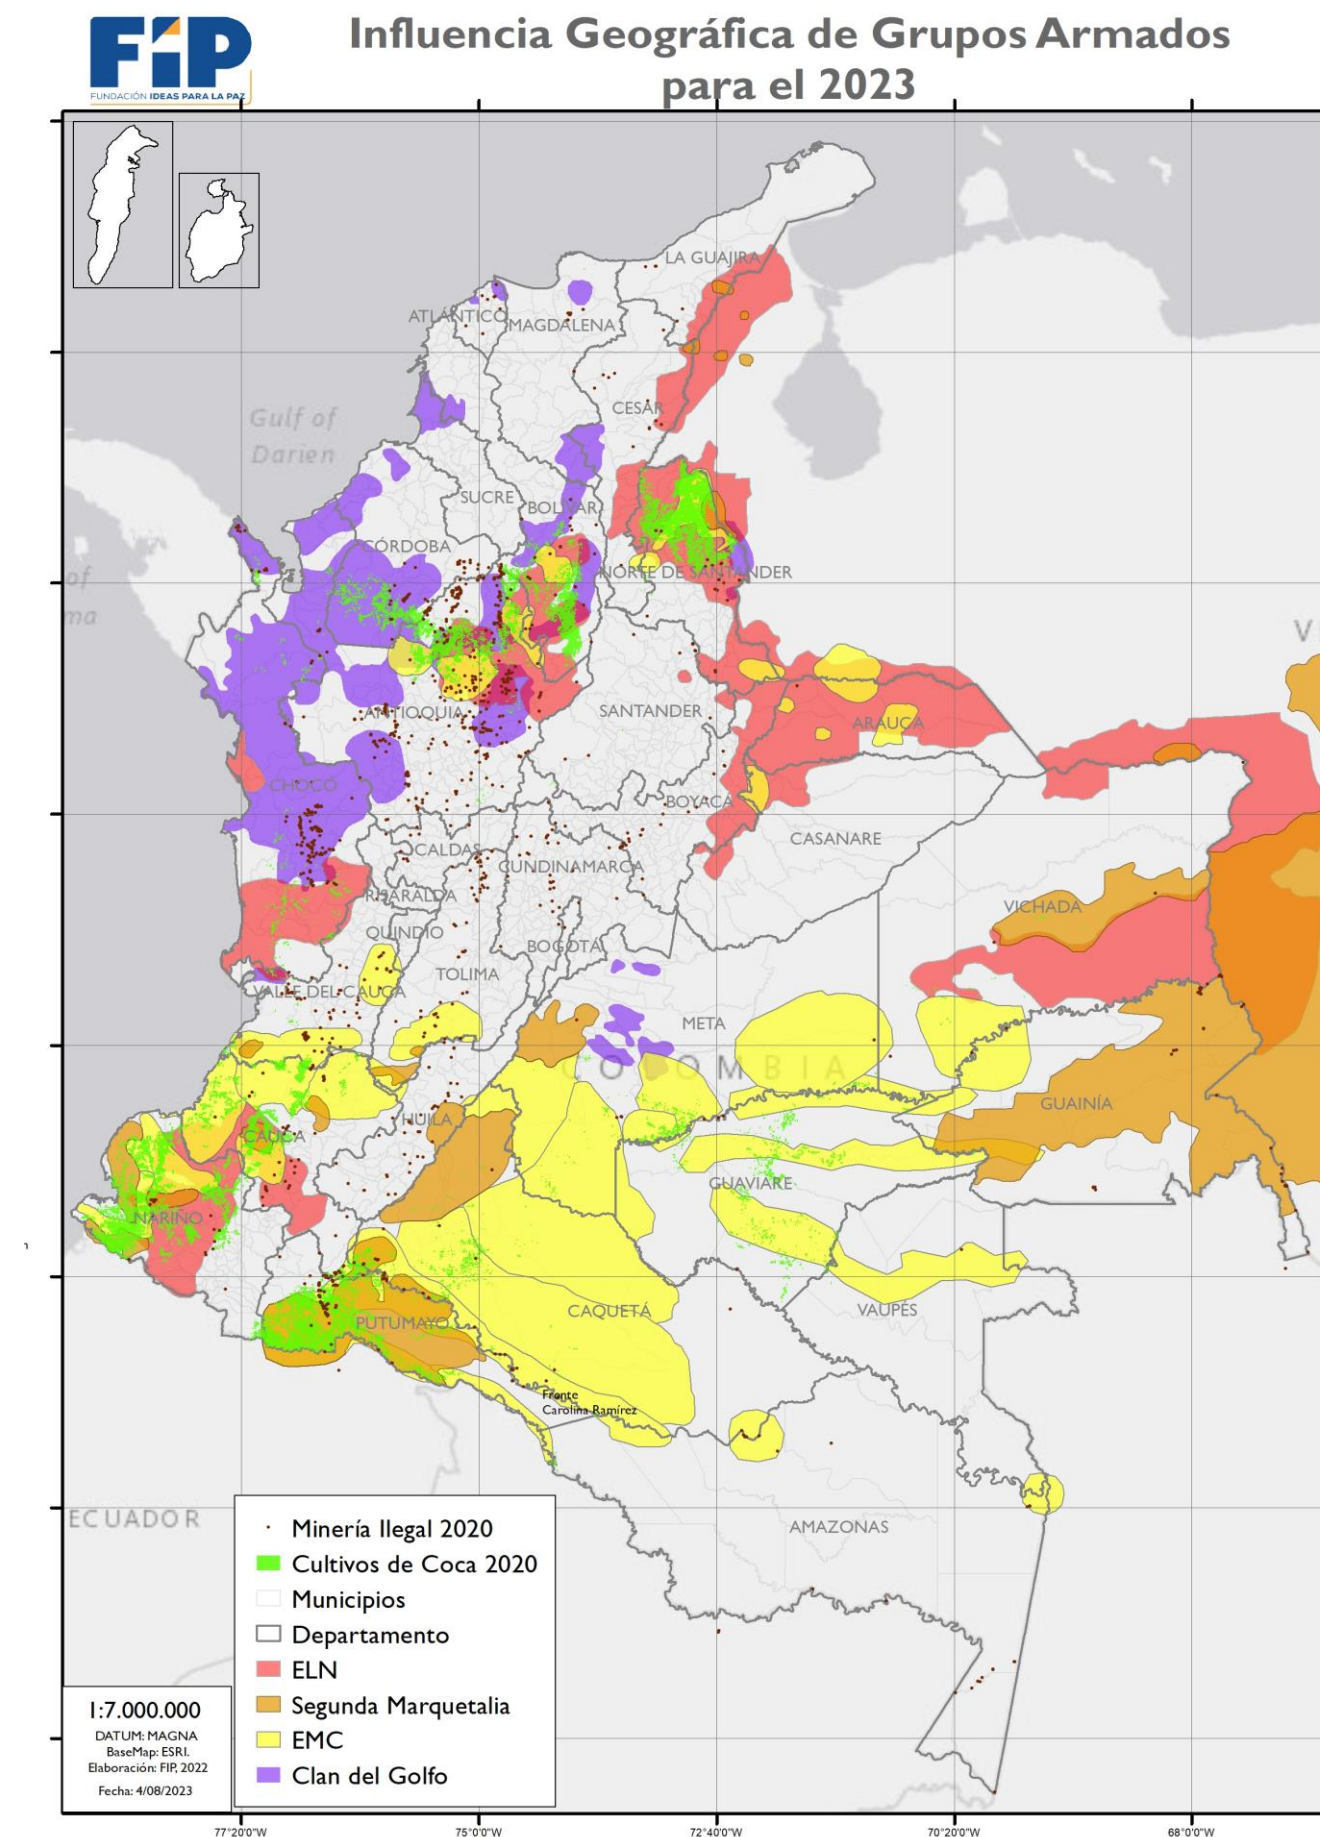 FiP
FUNDACIÓN IDEAS PARA LA PAZ
Influencia Geográfica de Grupos Armados
para el 2023
LA GUAJIRA
ATLÁNTICO
MAGDALENA
CESAR
Gulf of
Darien
SUCRE
BOLÍVAR
CÓRDOBA
of
ma
NORTE DE SANTANDER
V
ANTIOQUIA
SANTANDER
ARAUCA
CHOCÓ
BOYACÁ
CASANARE
CALDAS
CUNDINAMARCA
RISARALDA
VICHADA
QUINDIO
BOGOTÁ
TOLIMA
VALLE DEL CAUCA
META
COLOMBIA
GUAINÍA
HUILA
CAUCA
GUAVIARE
NARIÑO
CAQUETÁ
VAUPÉS
PUTUMAYO
Frente
Carolina Ramírez
ECUADOR
AMAZONAS
Minería Ilegal 2020
Cultivos de Coca 2020
Municipios
Departamento
ELN
Segunda Marquetalia
EMC
Clan del Golfo
1:7.000.000
DATUM: MAGNA
BaseMap: ESRI.
Elaboración: FIP, 2022
Fecha: 4/08/2023
77°20'0"W
75°0'0"W
72°40'0"W
70°20'0"W
68°0'0"W